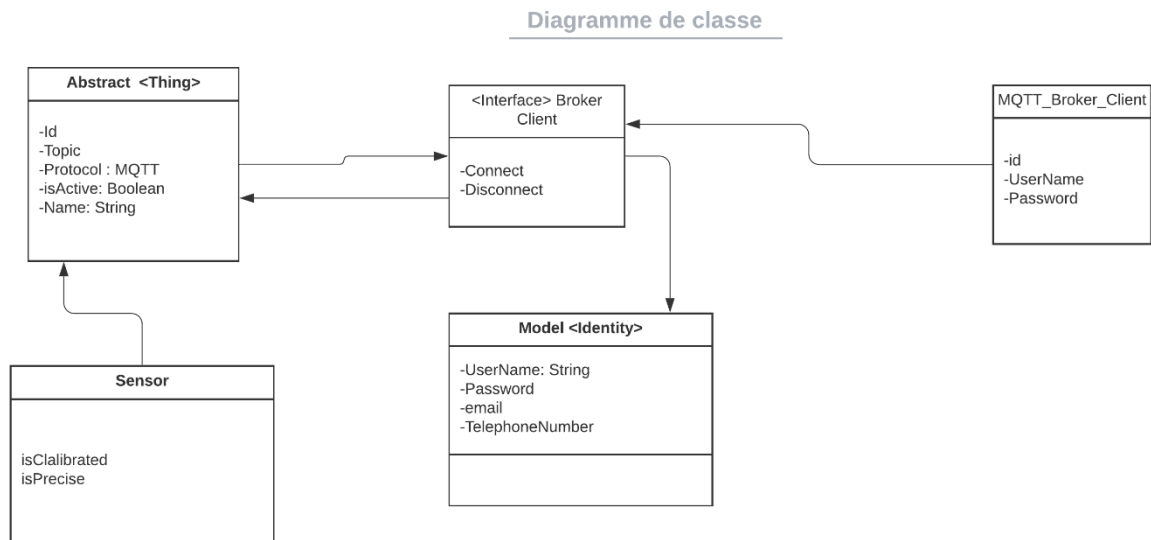 Diagramme de classe
Abstract <Thing>
-Id
-Topic
-Protocol : MQTT
-isActive: Boolean
-Name: String
<Interface> Broker
Client
-Connect
-Disconnect
MQTT_Broker_Client
-id
-UserName
-Password
Model <Identity>
-UserName: String
-Password
-email
-TelephoneNumber
Sensor
isClalibrated
isPrecise